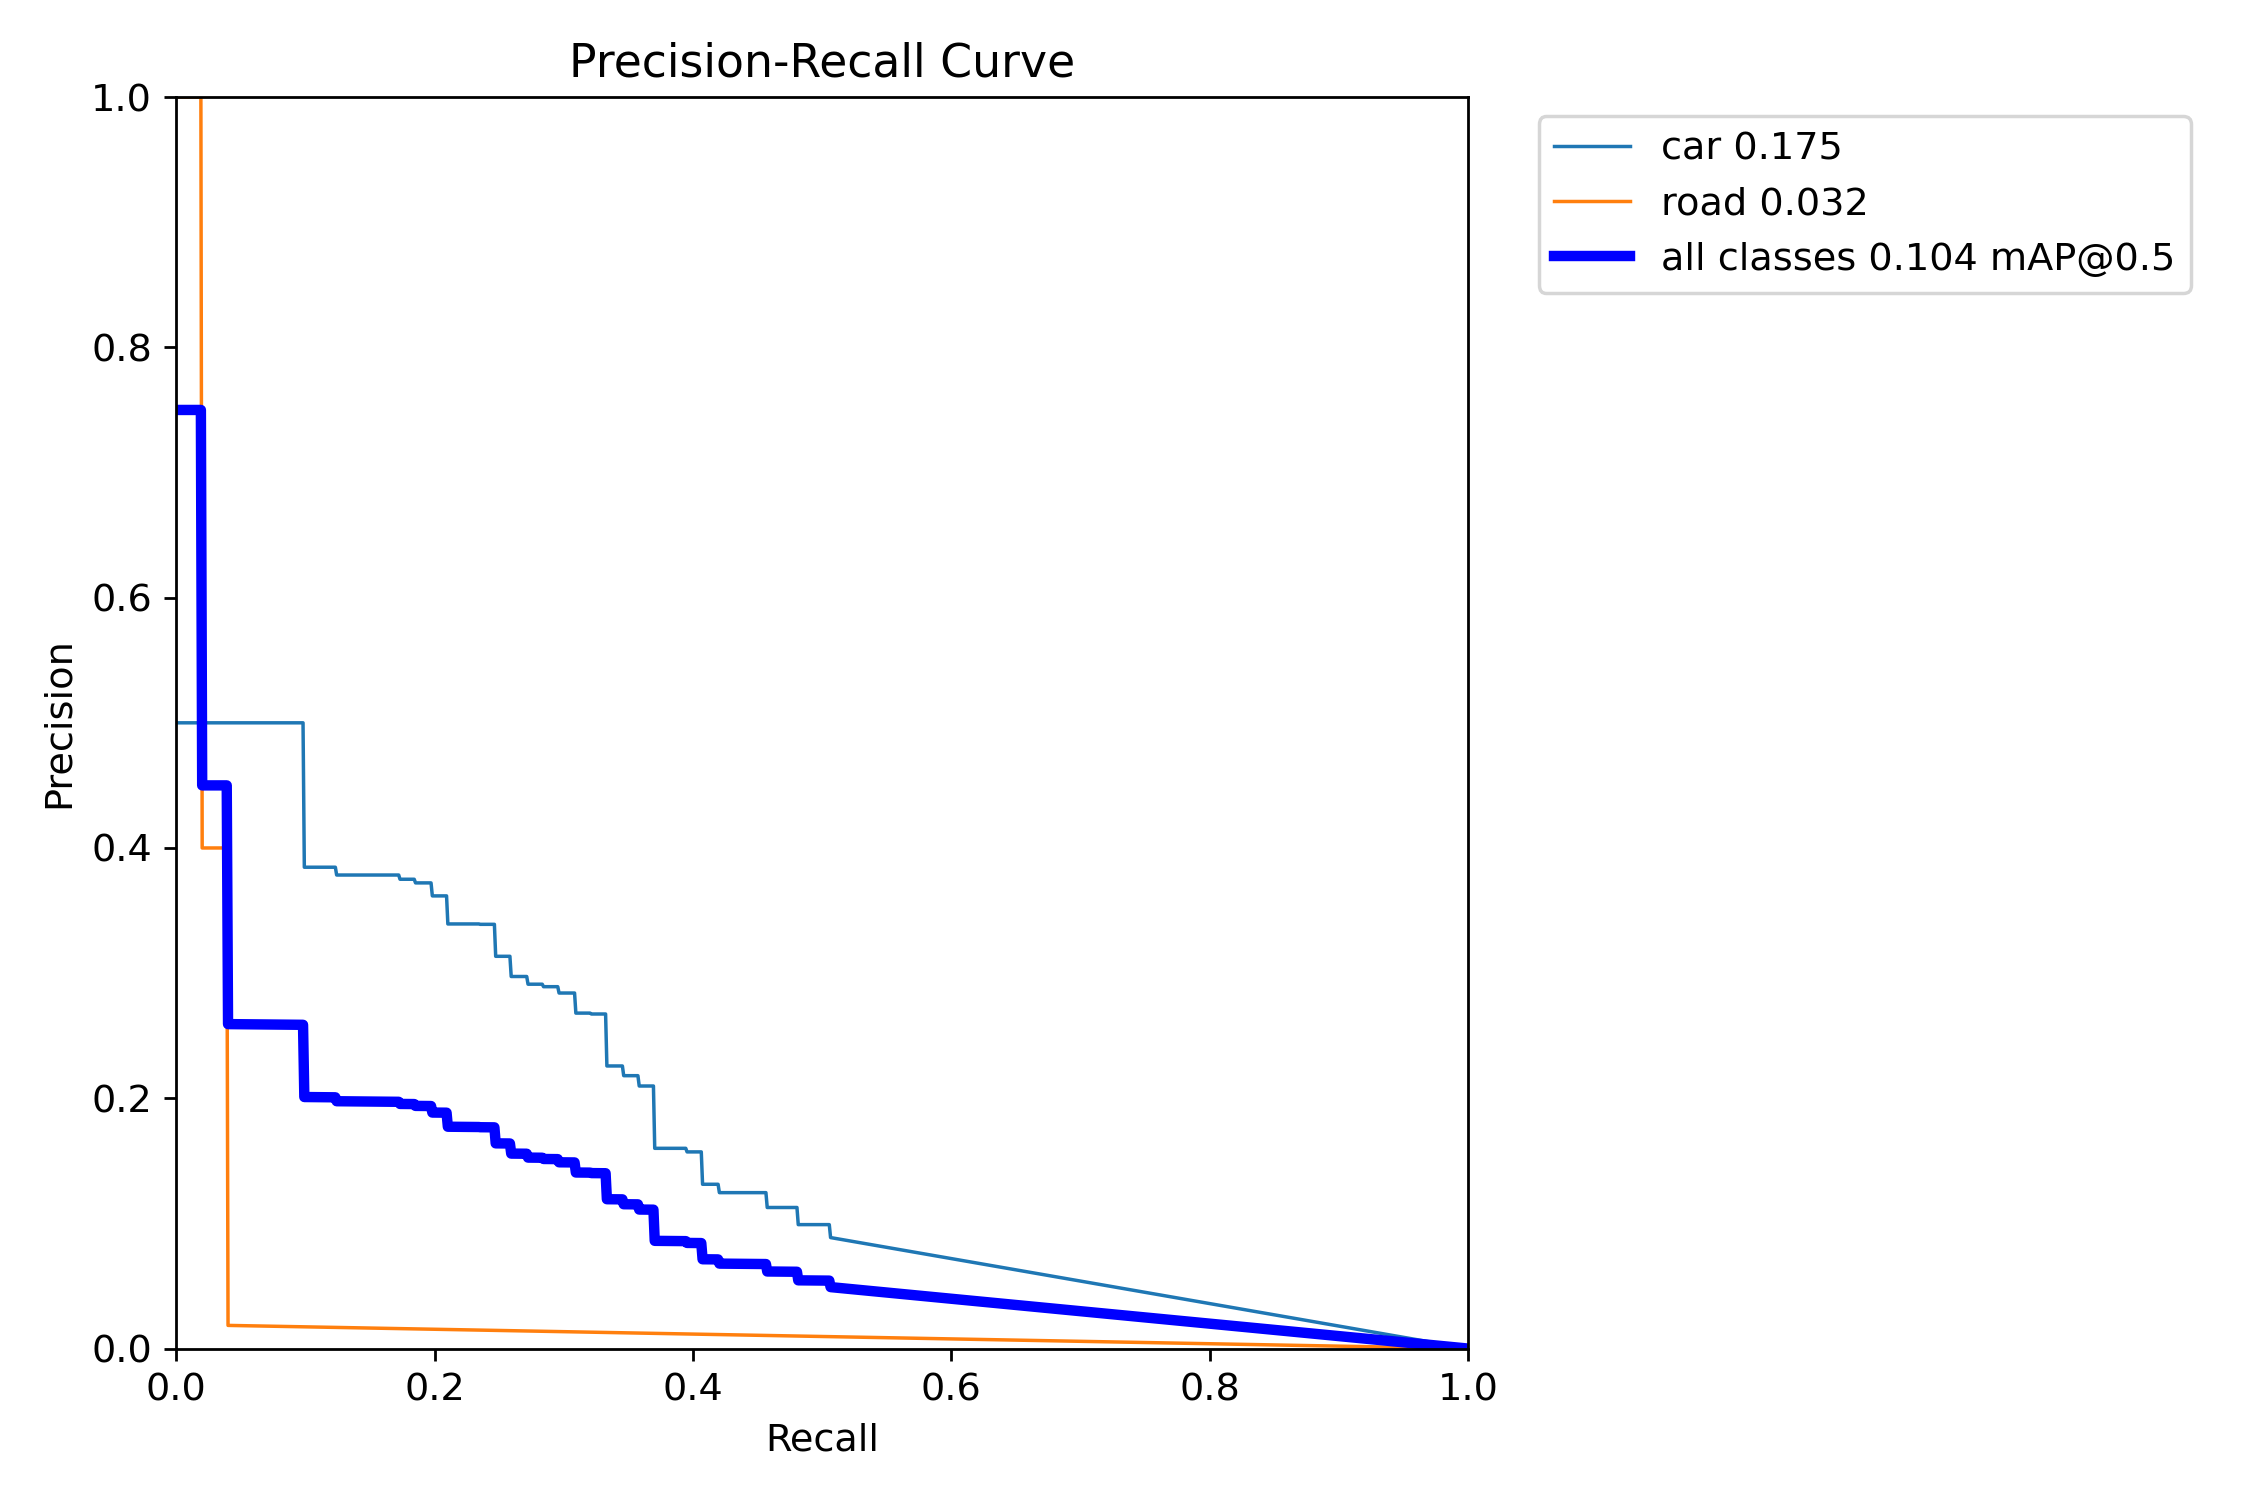 Precision-Recall Curve
1.0
0.8
0.6
0.4
0.2
0.0
Precision
0.0 0.2 0.4 0.6 0.8 1.0
Recall
car 0.175
road 0.032
all classes 0.104 mAP@0.5